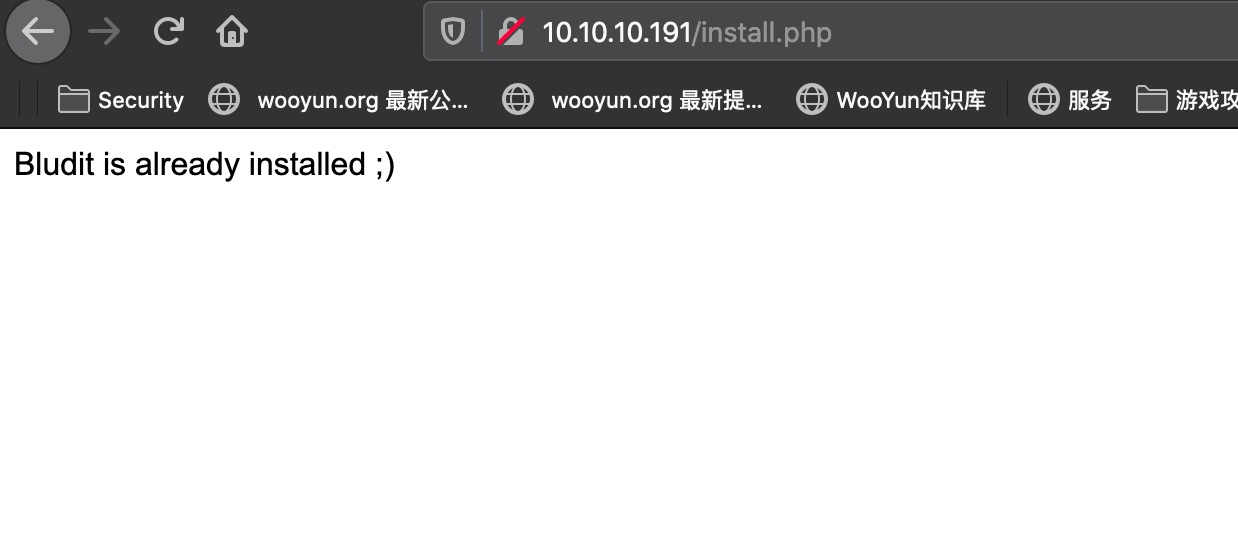 10.10.10.191/install.php
Security wooyun.org 最新公... wooyun.org 最新提... WooYun知识库 服务 游戏攻
Bludit is already installed ;)